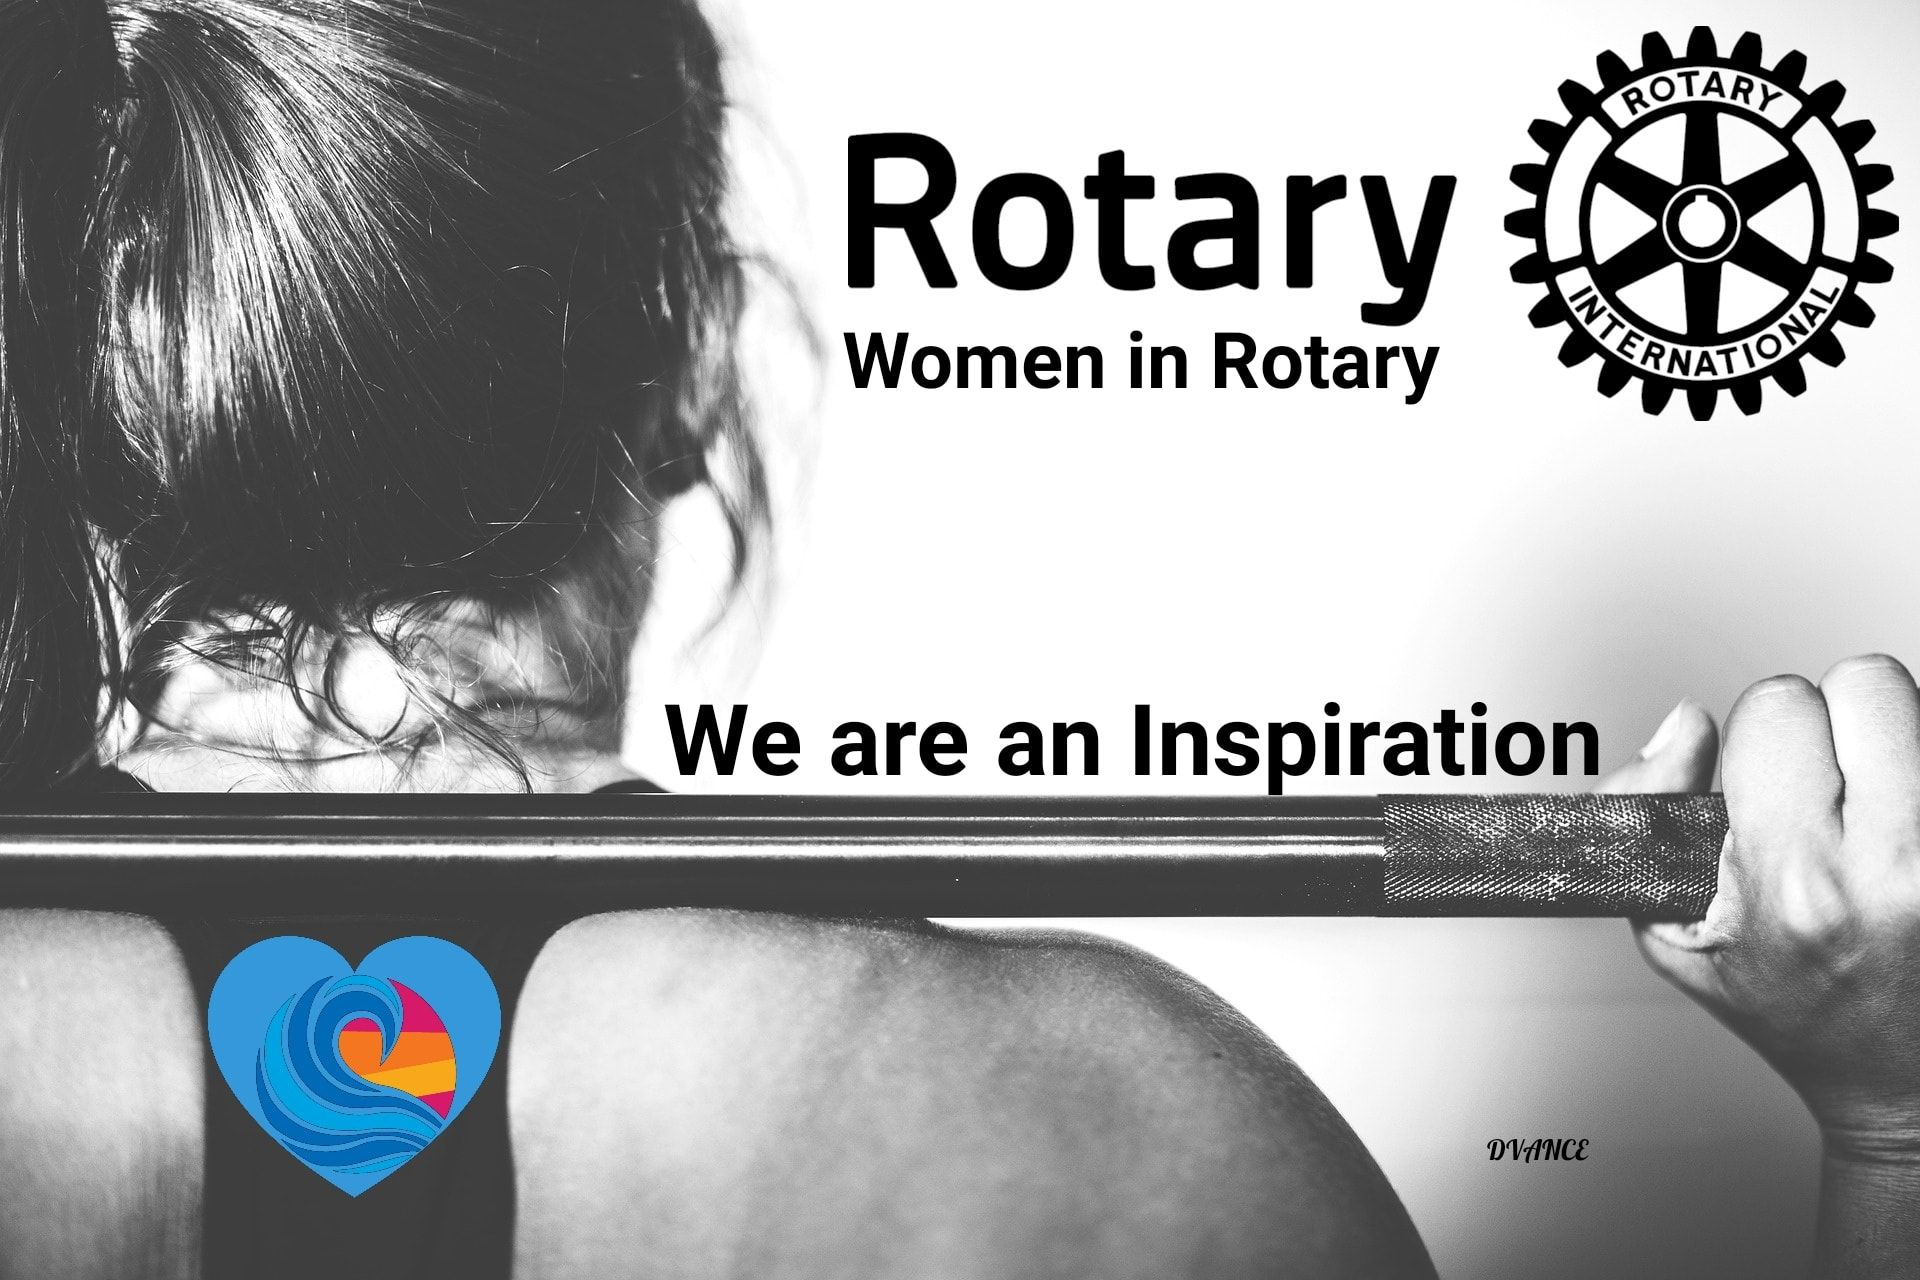 ROTARY
INTERNATIONAL
Rotary
Women in Rotary
We are an Inspiration
DVANCE